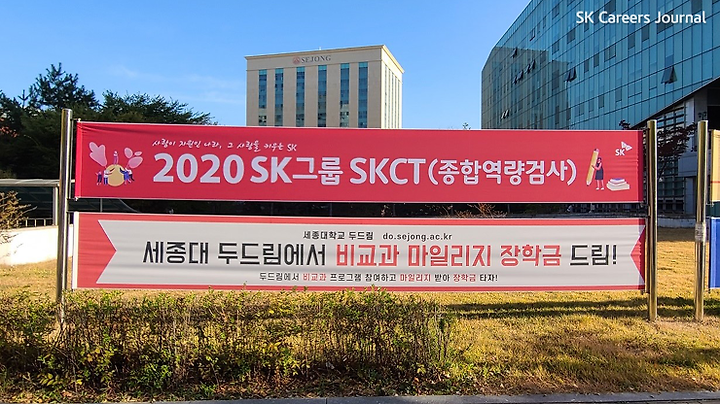 SK Careers Journal
SEJONG
사람이 자원인 나라, 그 사람을 키우는 SK
2020 SK그룹 SKCT(종합역량검사)
SK
세종대학교 두드림 do.sejong.ac.kr
세종대 두드림에서 비교과 마일리지 장학금 드림!
두드림에서 비교과 프로그램 참여하고 마일리지 받아 장학금 타자!